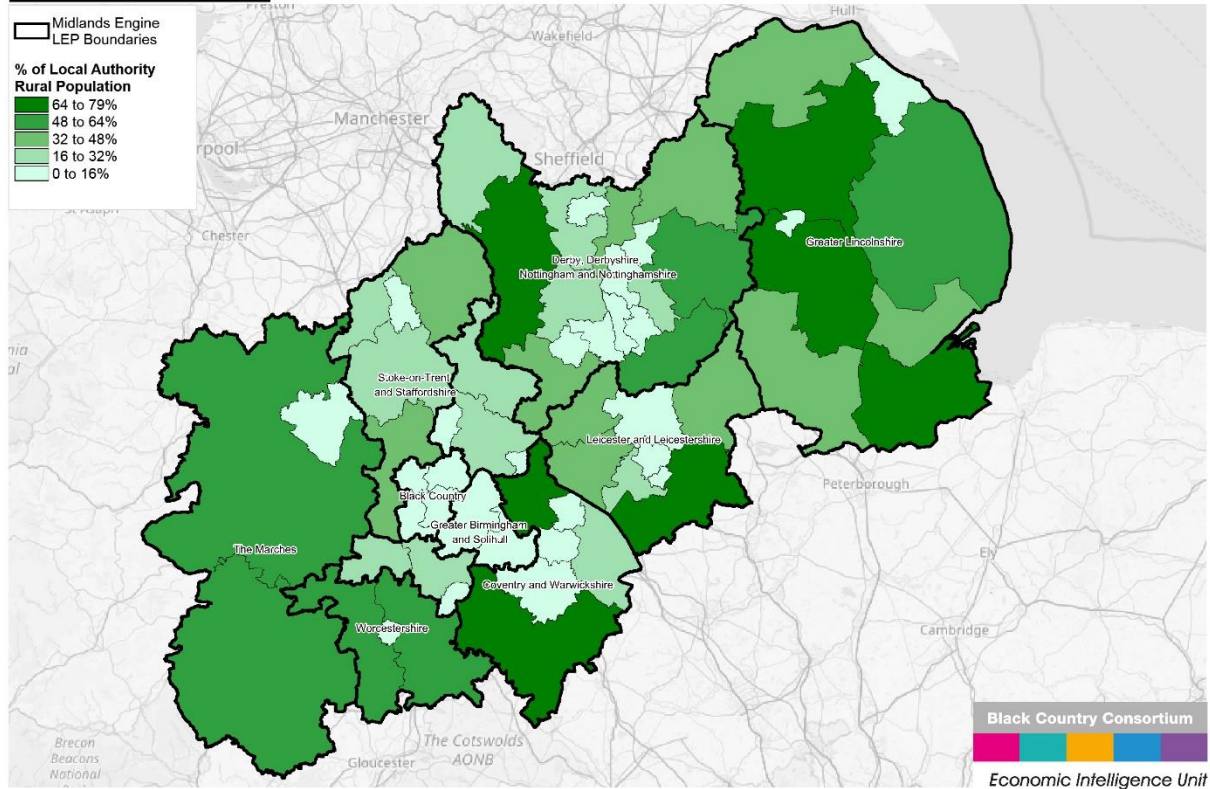 Midlands Engine
LEP Boundaries
% of Local Authority
Rural Population
64 to 79%
48 to 64%
32 to 48%
16 to 32%
0 to 16%
Hull
Wakefield
Manchester
Sheffield
Chester
Greater Lincolnshire
Derby, Derbyshire,
Nottingham and Nottinghamshire
Stoke-on-Trent
and Staffordshire
Leicester and Leicestershire
Peterborough
Black Country
Greater Birmingham
and Solihull
The Marches
Ely
Coventry and Warwickshire
Worcestershire
Cambridge
Black Country Consortium
Economic Intelligence Unit
Brecon
Beacons
National
The Cotswolds
AONB
Gloucester